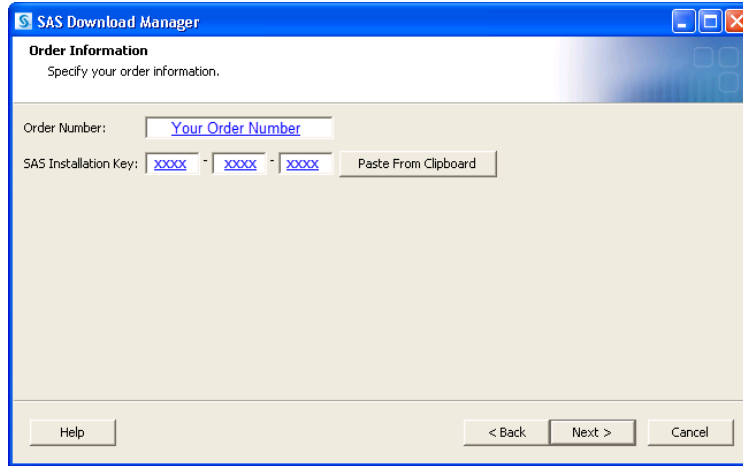 SAS Download Manager
Order Information
Specify your order information.
Order Number: Your Order Number
SAS Installation Key: xxxx - xxxx - xxxx Paste From Clipboard
Help < Back Next > Cancel